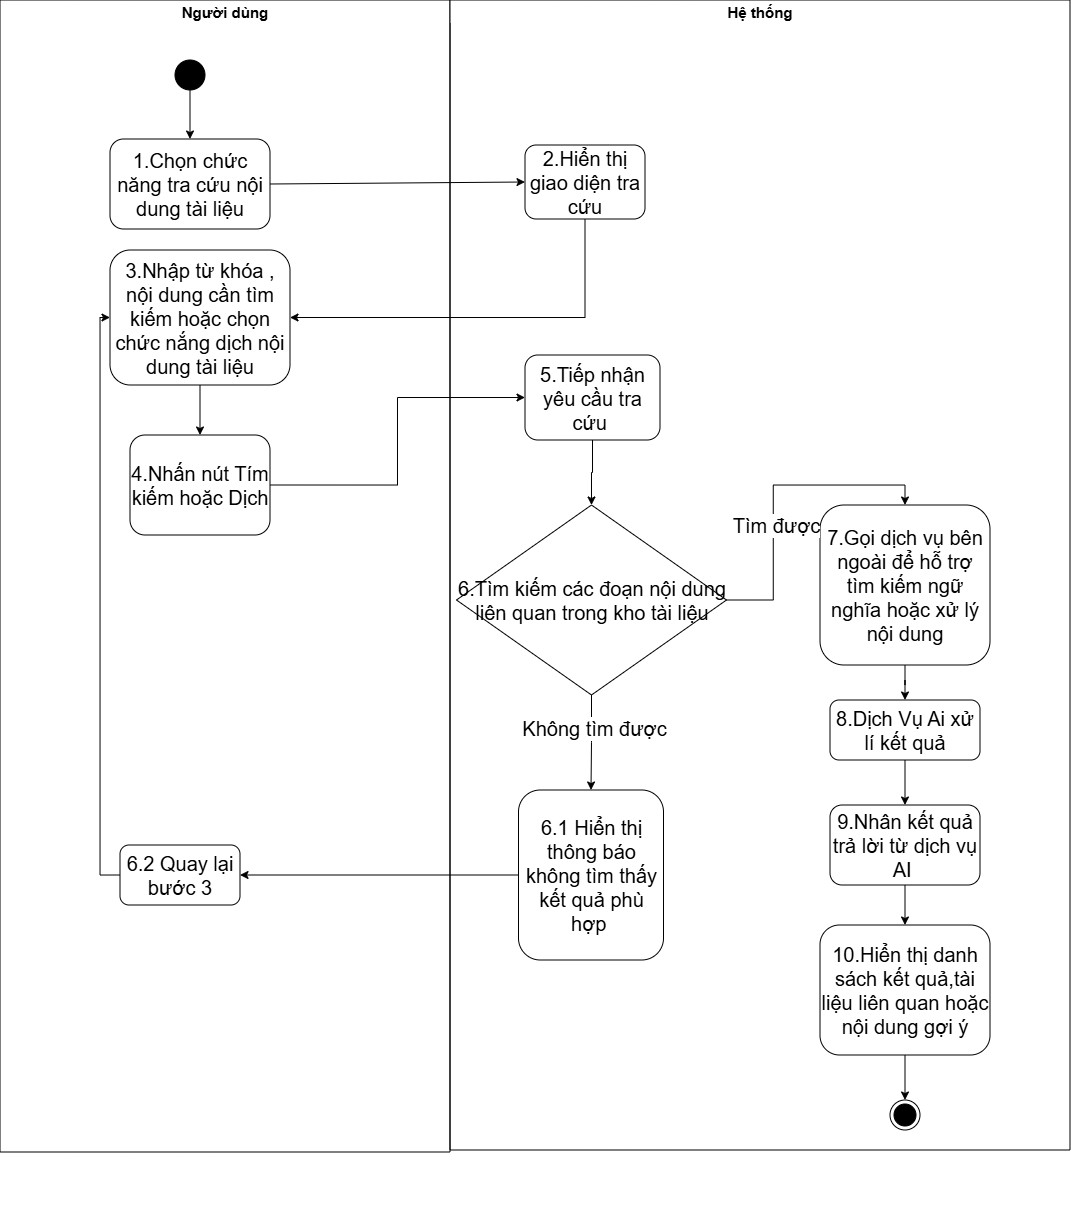 Người dùng
Hệ thống
1.Chọn chức
năng tra cứu nội
dung tài liệu
2.Hiển thị
giao diện tra
cứu
3.Nhập từ khóa ,
nội dung cần tìm
kiếm hoặc chọn
chức nắng dịch nội
dung tài liệu
4.Nhấn nút Tím
kiếm hoặc Dịch
5.Tiếp nhận
yêu cầu tra
cứu
6.Tìm kiếm các đoạn nội dung
liên quan trong kho tài liệu
Tìm được
7.Gọi dịch vụ bên
ngoài để hỗ trợ
tìm kiếm ngữ
nghĩa hoặc xử lý
nội dung
8.Dịch Vụ Ai xử
lí kết quả
9.Nhân kết quả
trả lời từ dịch vụ
AI
10.Hiển thị danh
sách kết quả,tài
liệu liên quan hoặc
nội dung gợi ý
Không tìm được
6.1 Hiển thị
thông báo
không tìm thấy
kết quả phù
hợp
6.2 Quay lại
bước 3